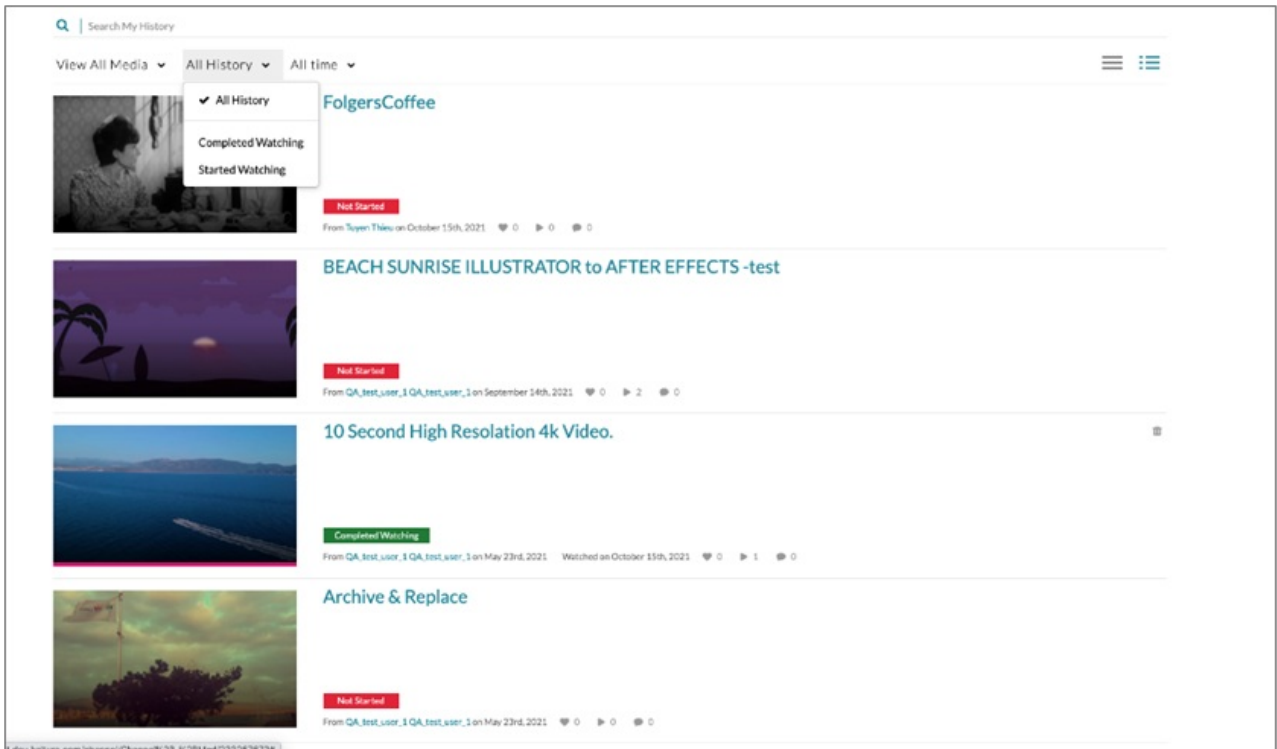 Search My History
View All Media All History All time
All History
Completed Watching
Started Watching
FolgersCoffee
Not Started
From Tuyen Thieu on October 15th, 2021 0 0 0
BEACH SUNRISE ILLUSTRATOR to AFTER EFFECTS -test
Not Started
From QA_test_user_1 QA_test_user_1 on September 14th, 2021 0 2 0
10 Second High Resolation 4k Video.
Completed Watching
From QA_test_user_1 QA_test_user_1 on May 23rd, 2021 Watched on October 15th, 2021 0 1 0
Archive & Replace
Not Started
From QA_test_user_1 QA_test_user_1 on May 23rd, 2021 0 0 0